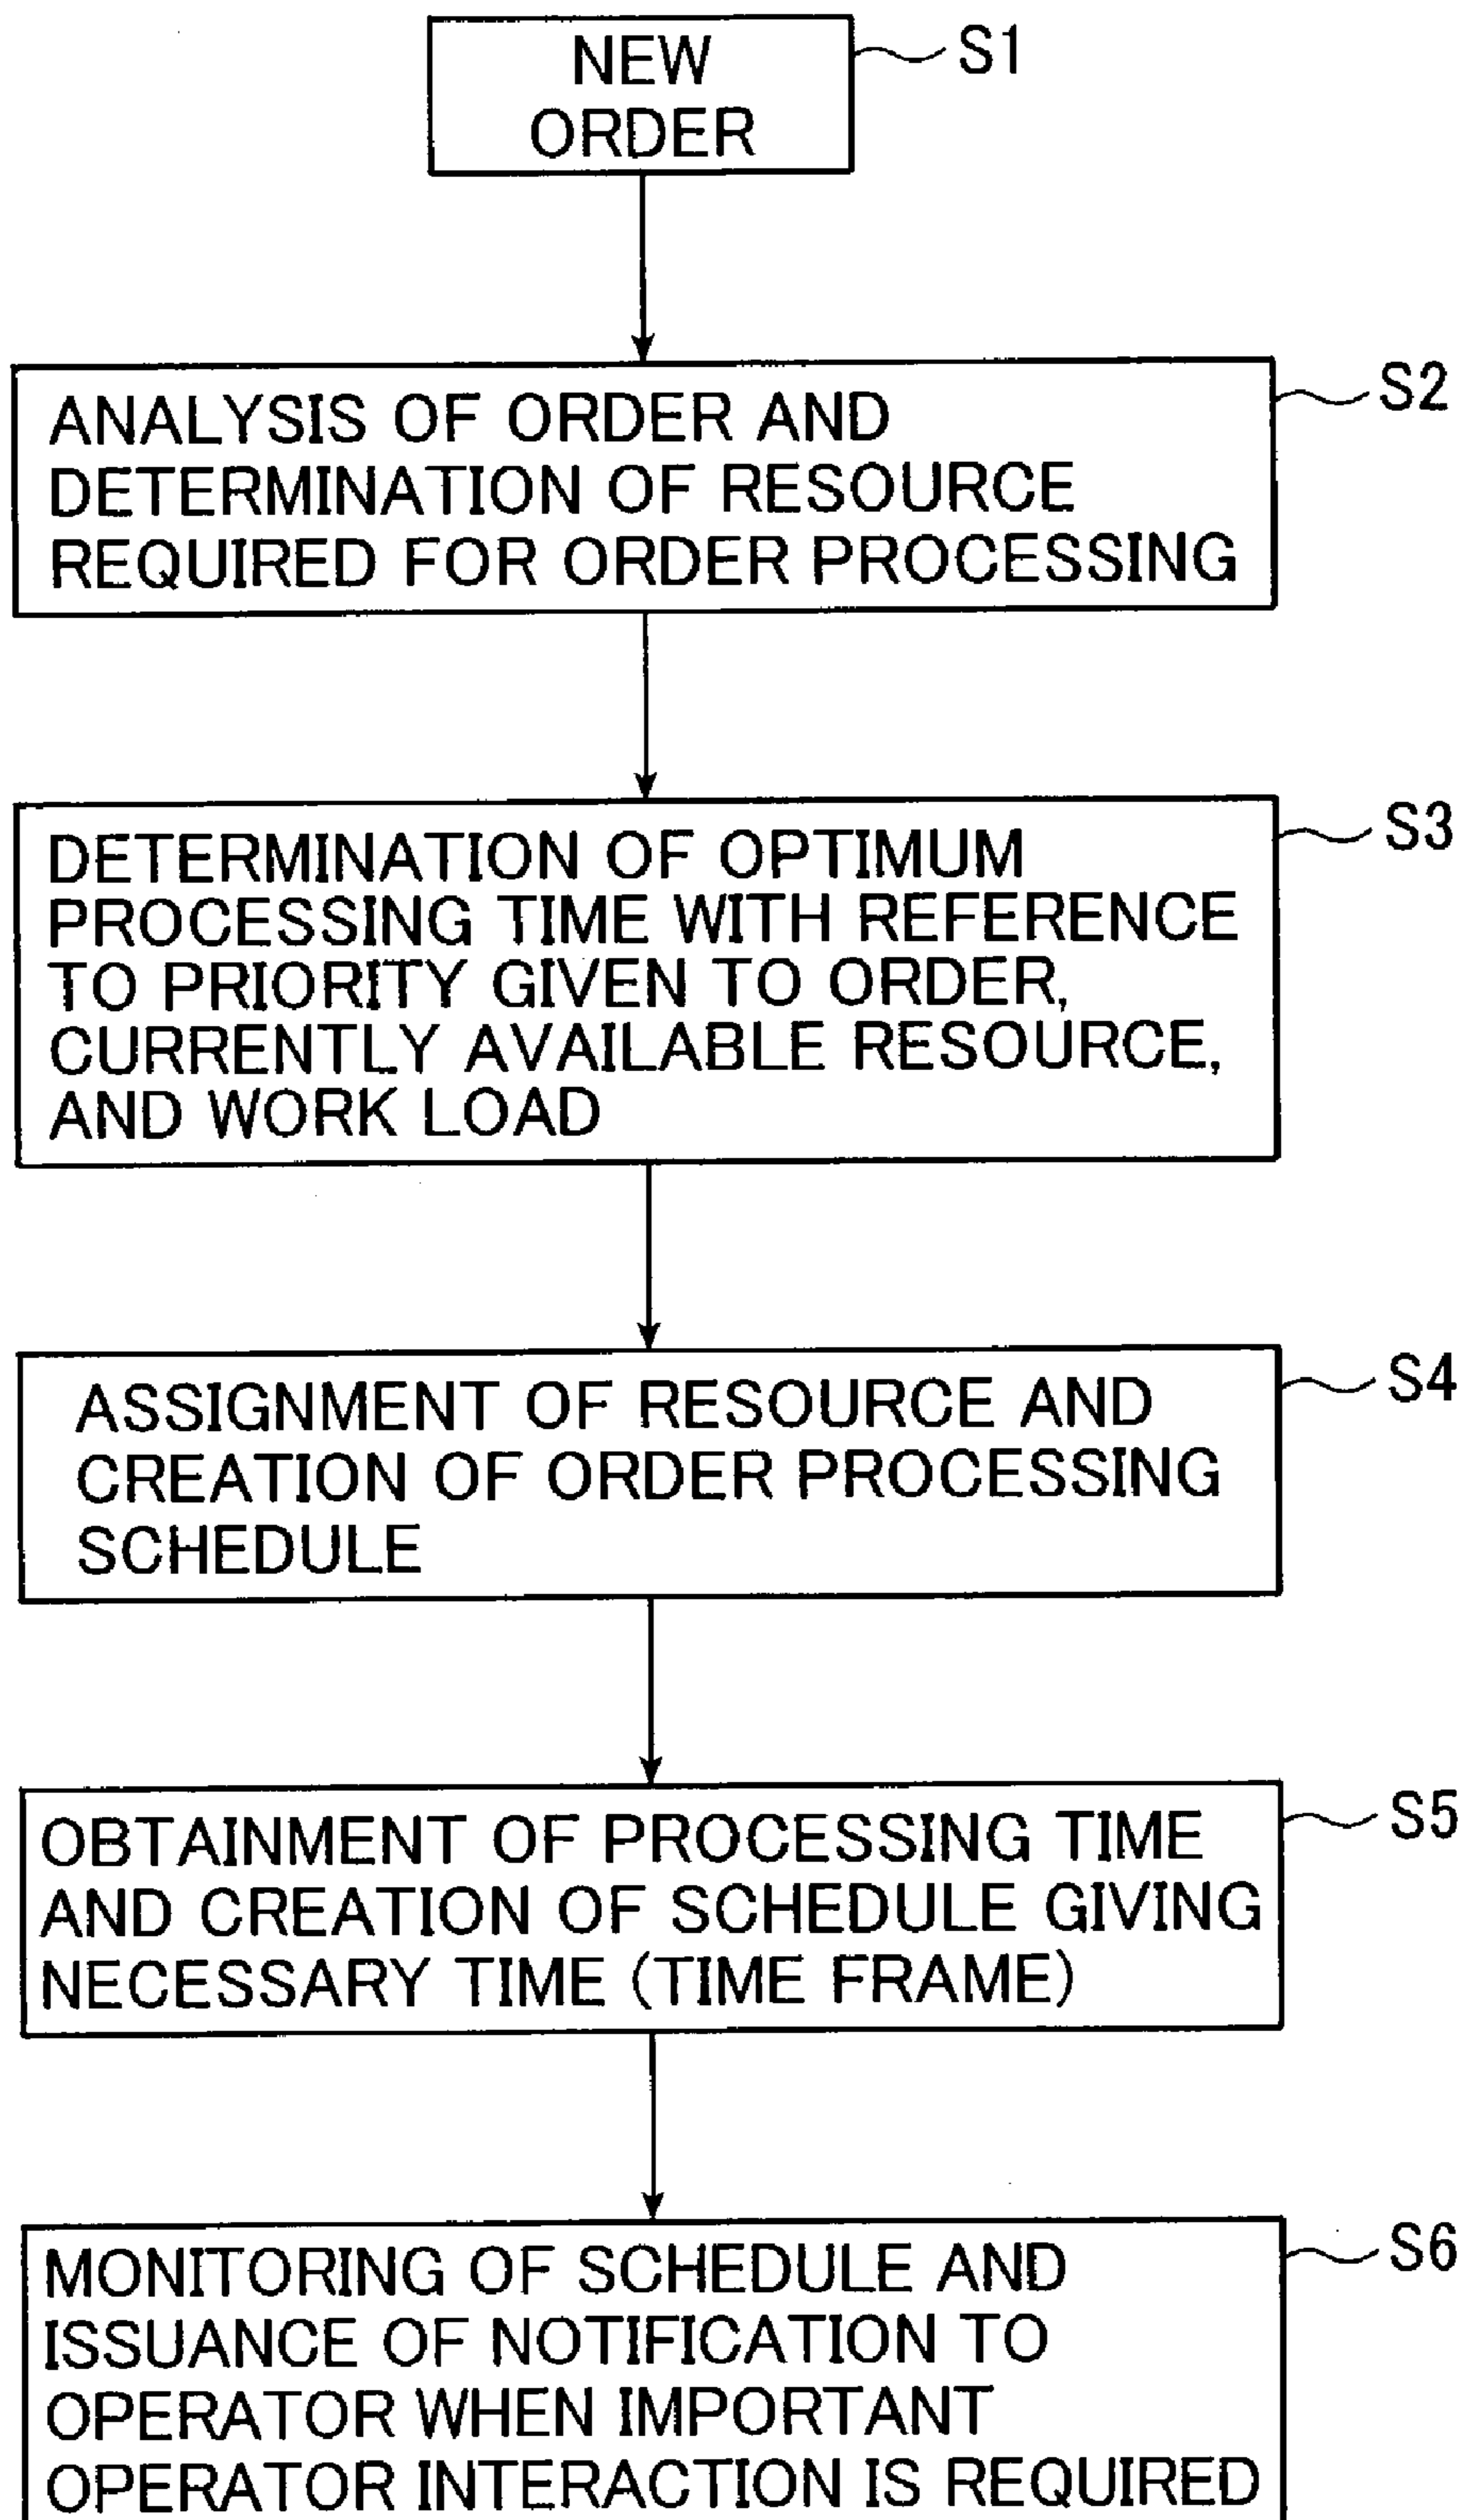 NEW
ORDER
S1
ANALYSIS OF ORDER AND
DETERMINATION OF RESOURCE
REQUIRED FOR ORDER PROCESSING
S2
DETERMINATION OF OPTIMUM
PROCESSING TIME WITH REFERENCE
TO PRIORITY GIVEN TO ORDER,
CURRENTLY AVAILABLE RESOURCE,
AND WORK LOAD
S3
ASSIGNMENT OF RESOURCE AND
CREATION OF ORDER PROCESSING
SCHEDULE
S4
OBTAINMENT OF PROCESSING TIME
AND CREATION OF SCHEDULE GIVING
NECESSARY TIME (TIME FRAME)
S5
MONITORING OF SCHEDULE AND
ISSUANCE OF NOTIFICATION TO
OPERATOR WHEN IMPORTANT
OPERATOR INTERACTION IS REQUIRED
S6